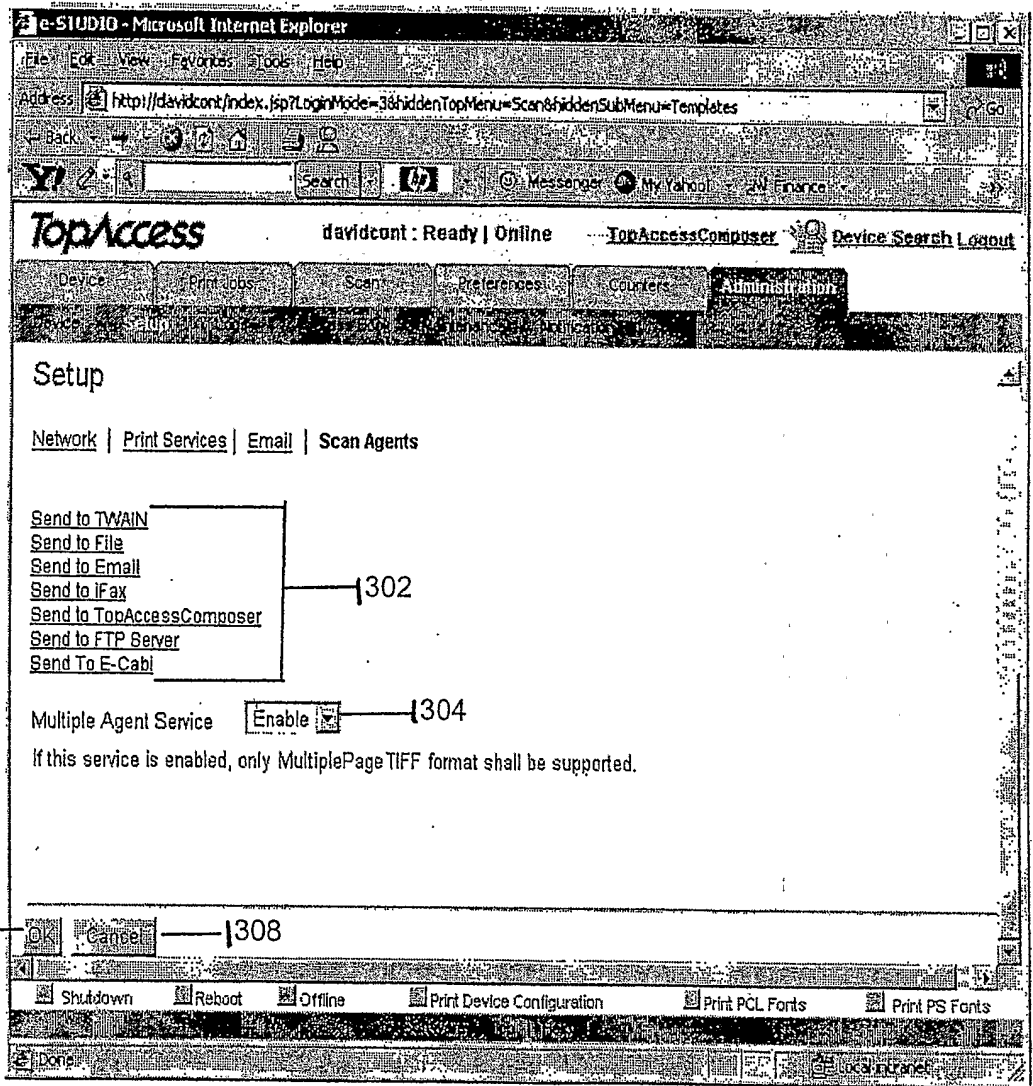 e-STUDIO - Microsoft Internet Explorer
File Edit View Favorites Tools Help
Address http://davidcont/index.jsp?LoginMode=3&hiddenTopMenu=Scan&hiddenSubMenu=Templates Go
Back
Y! Search Messenger My Yahoo! Finance
TopAccess davidcont : Ready | Online TopAccessComposer Device Search Logout
Device Print Jobs Scan Preferences Counters Administration
Setup Notification
Setup
Network | Print Services | Email | Scan Agents
Send to TWAIN
Send to File
Send to Email
Send to iFax
302
Send to TopAccessComposer
Send to FTP Server
Send To E-Cabi
Multiple Agent Service Enable 304
If this service is enabled, only MultiplePageTIFF format shall be supported.
OK Cancel 308
Shutdown Reboot Offline Print Device Configuration Print PCL Fonts Print PS Fonts
Done Local intranet